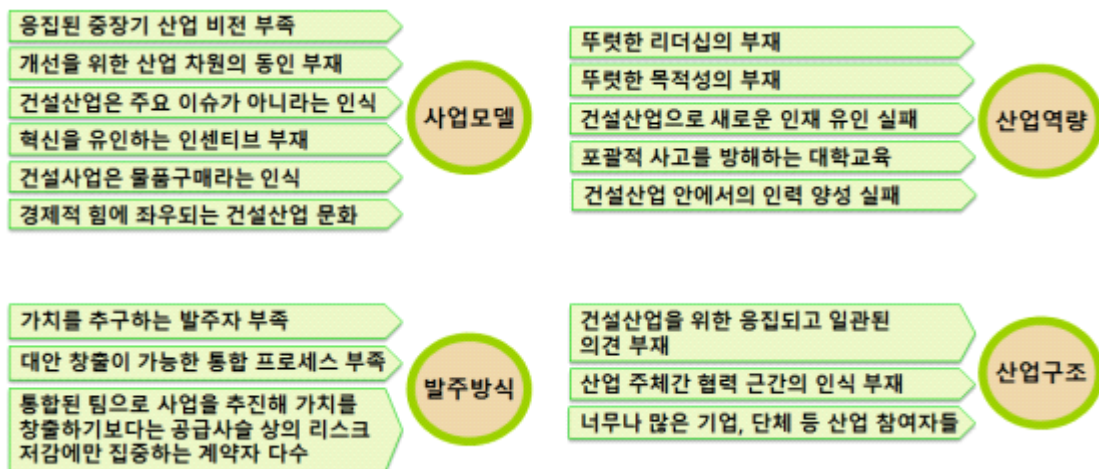 응집된 중장기 산업 비전 부족
개선을 위한 산업 차원의 동인 부재
건설산업은 주요 이슈가 아니라는 인식
혁신을 유인하는 인센티브 부재
건설사업은 물품구매라는 인식
경제적 힘에 좌우되는 건설산업 문화
사업모델
뚜렷한 리더십의 부재
뚜렷한 목적성의 부재
건설산업으로 새로운 인재 유인 실패
포괄적 사고를 방해하는 대학교육
건설산업 안에서의 인력 양성 실패
산업역량
가치를 추구하는 발주자 부족
대안 창출이 가능한 통합 프로세스 부족
통합된 팀으로 사업을 추진해 가치를
창출하기보다는 공급사슬 상의 리스크
저감에만 집중하는 계약자 다수
발주방식
건설산업을 위한 응집되고 일관된
의견 부재
산업 주체간 협력 근간의 인식 부재
너무나 많은 기업, 단체 등 산업 참여자들
산업구조